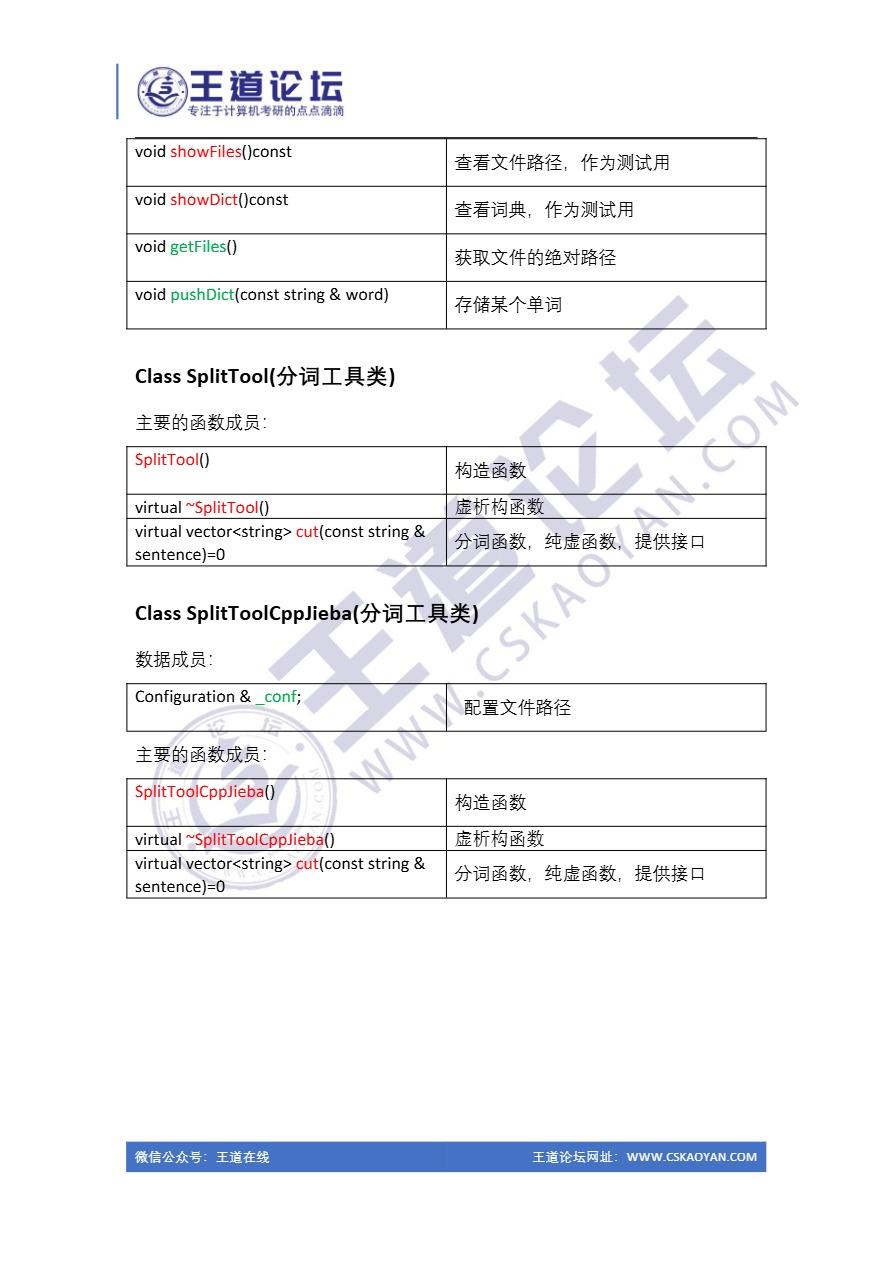 王道论坛
专注于计算机考研的点点滴滴
void showFiles()const
查看文件路径，作为测试用
void showDict()const
查看词典，作为测试用
void getFiles()
获取文件的绝对路径
void pushDict(const string & word)
存储某个单词
Class SplitTool(分词工具类)
主要的函数成员：
SplitTool()
构造函数
virtual ~SplitTool()
虚析构函数
virtual vector<string> cut(const string &
sentence)=0
分词函数，纯虚函数，提供接口
Class SplitToolCppJieba(分词工具类)
数据成员：
Configuration & _conf;
配置文件路径
主要的函数成员：
SplitToolCppJieba()
构造函数
virtual ~SplitToolCppJieba()
虚析构函数
virtual vector<string> cut(const string &
sentence)=0
分词函数，纯虚函数，提供接口
王道论坛
WWW.CSKAOYAN.COM
微信公众号：王道在线
王道论坛网址：WWW.CSKAOYAN.COM